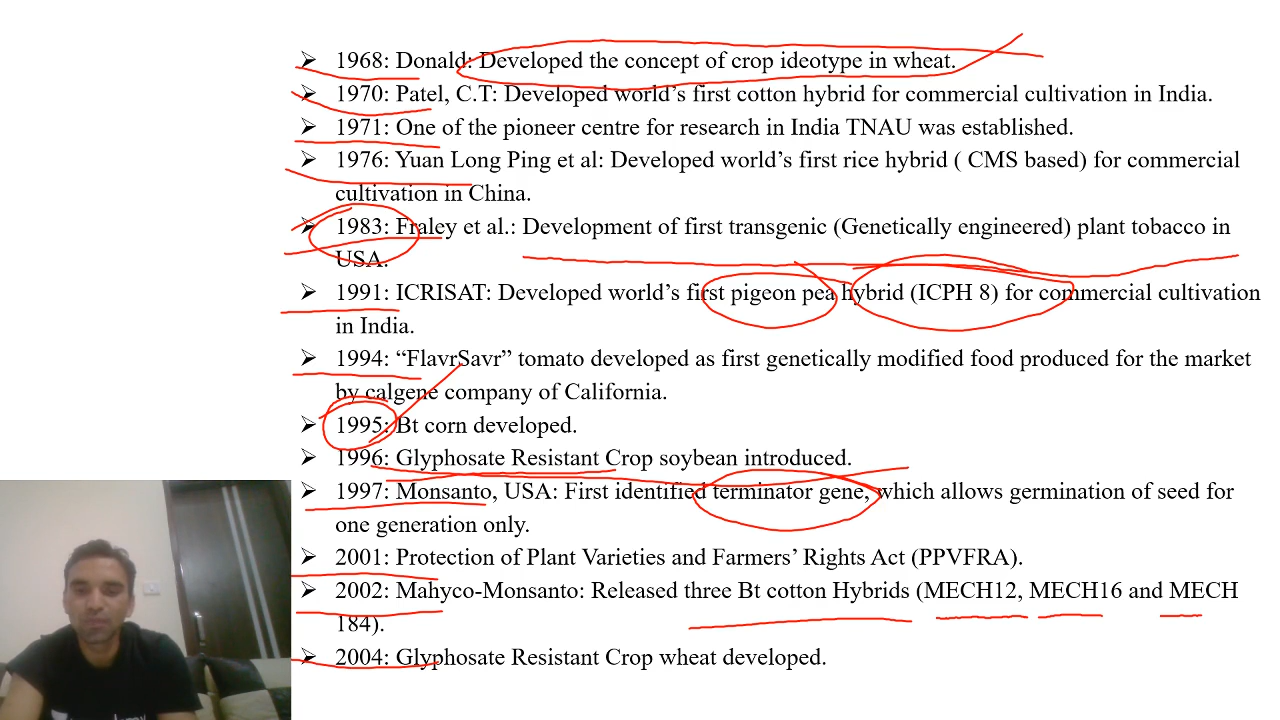 ➢ 1968: Donald: Developed the concept of crop ideotype in wheat.
➢ 1970: Patel, C.T: Developed world’s first cotton hybrid for commercial cultivation in India.
➢ 1971: One of the pioneer centre for research in India TNAU was established.
➢ 1976: Yuan Long Ping et al: Developed world’s first rice hybrid ( CMS based) for commercial
cultivation in China.
➢ 1983: Fraley et al.: Development of first transgenic (Genetically engineered) plant tobacco in
USA.
➢ 1991: ICRISAT: Developed world’s first pigeon pea hybrid (ICPH 8) for commercial cultivation
in India.
➢ 1994: “FlavrSavr” tomato developed as first genetically modified food produced for the market
by calgene company of California.
➢ 1995: Bt corn developed.
➢ 1996: Glyphosate Resistant Crop soybean introduced.
➢ 1997: Monsanto, USA: First identified terminator gene, which allows germination of seed for
one generation only.
➢ 2001: Protection of Plant Varieties and Farmers’ Rights Act (PPVFRA).
➢ 2002: Mahyco-Monsanto: Released three Bt cotton Hybrids (MECH12, MECH16 and MECH
184).
➢ 2004: Glyphosate Resistant Crop wheat developed.